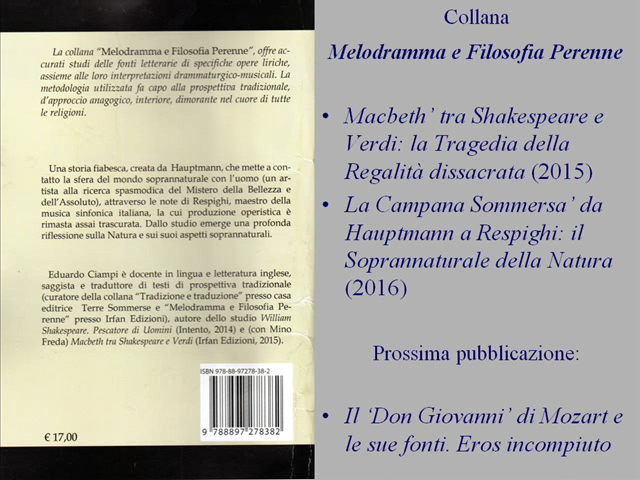 La collana "Melodramma e Filosofia Perenne", offre ac-
curati studi delle fonti letterarie di specifiche opere liriche,
assieme alle loro interpretazioni drammaturgico-musicali. La
metodologia utilizzata fa capo alla prospettiva tradizionale,
d'approccio anagogico, interiore, dimorante nel cuore di tutte
le religioni.
Una storia fiabesca, creata da Hauptmann, che mette a con-
tatto la sfera del mondo soprannaturale con l'uomo (un ar-
tista alla ricerca spasmodica del Mistero della Bellezza e
dell'Assoluto), attraverso le note di Respighi, maestro della
musica sinfonica italiana, la cui produzione operistica è
rimasta assai trascurata. Dallo studio emerge una profonda
riflessione sulla Natura e sui suoi aspetti soprannaturali.
Eduardo Ciampi è docente in lingua e letteratura inglese,
saggista e traduttore di testi di prospettiva tradizionale
(curatore della collana "Tradizione e traduzione" presso casa
editrice Terre Sommerse e "Melodramma e Filosofia Pe-
renne" presso Irfan Edizioni), autore dello studio William
Shakespeare. Pescatore di Uomini (Intento, 2014) e (con Mino
Freda) Macbeth tra Shakespeare e Verdi (Irfan Edizioni, 2015).
ISBN 978-88-97278-38-2
9 788897 278382
€ 17,00
Collana
Melodramma e Filosofia Perenne
• Macbeth' tra Shakespeare e
Verdi: la Tragedia della
Regalità dissacrata (2015)
• La Campana Sommersa' da
Hauptmann a Respighi: il
Soprannaturale della Natura
(2016)
Prossima pubblicazione:
• Il 'Don Giovanni' di Mozart e
le sue fonti. Eros incompiuto